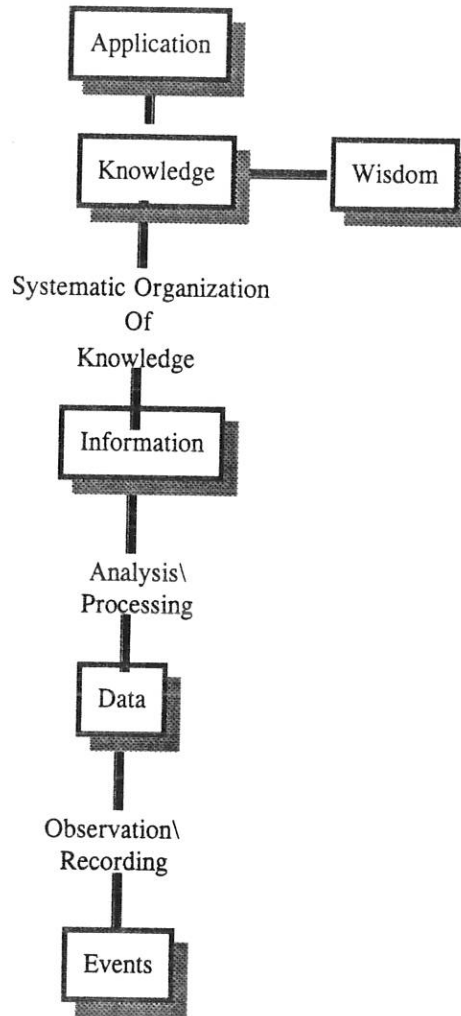 Application
Knowledge
Wisdom
Systematic Organization
Of
Knowledge
Information
Analysis\
Processing
Data
Observation\
Recording
Events